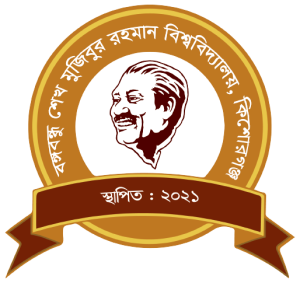 বঙ্গবন্ধু শেখ মুজিবুর রহমান বিশ্ববিদ্যালয়, কিশোরগঞ্জ
স্থাপিত : ২০২১